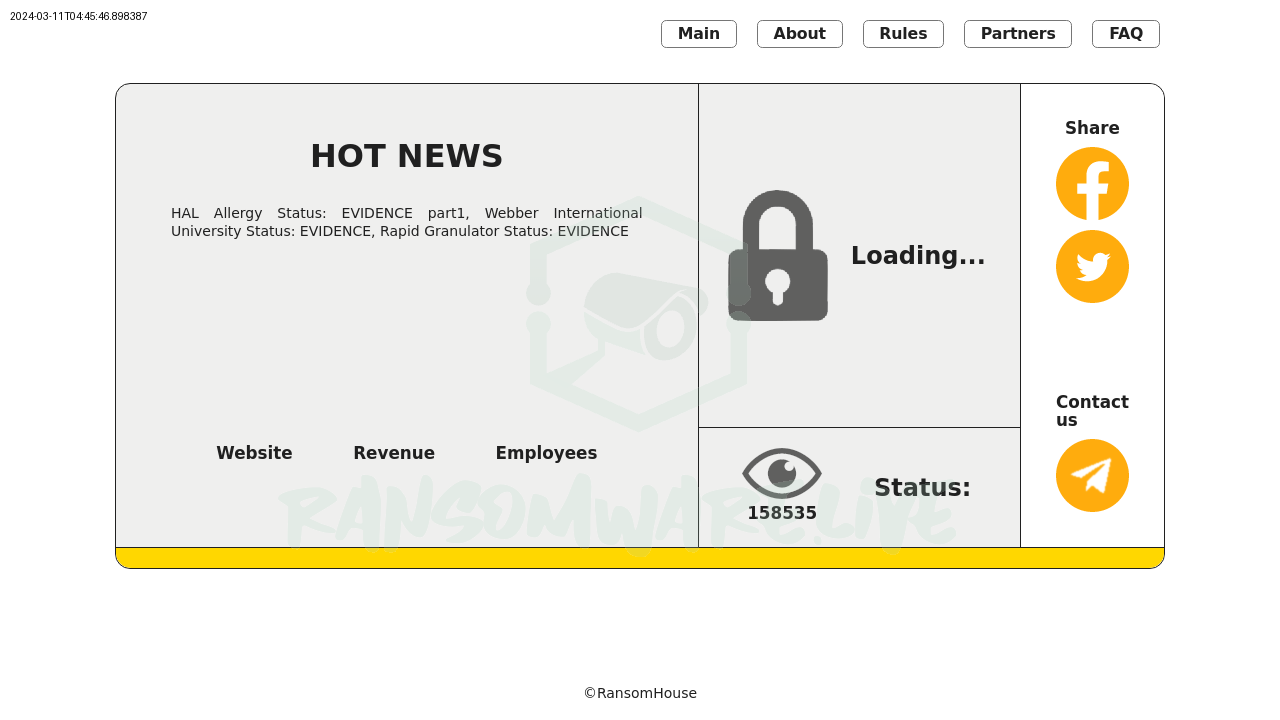 2024-03-11T04:45:46.898387
Main About Rules Partners FAQ
HOT NEWS
HAL Allergy Status: EVIDENCE part1, Webber International
University Status: EVIDENCE, Rapid Granulator Status: EVIDENCE
Website Revenue Employees
Loading...
158535
Status:
Share
Contact
us
RANSOMWARE.LIVE
©RansomHouse